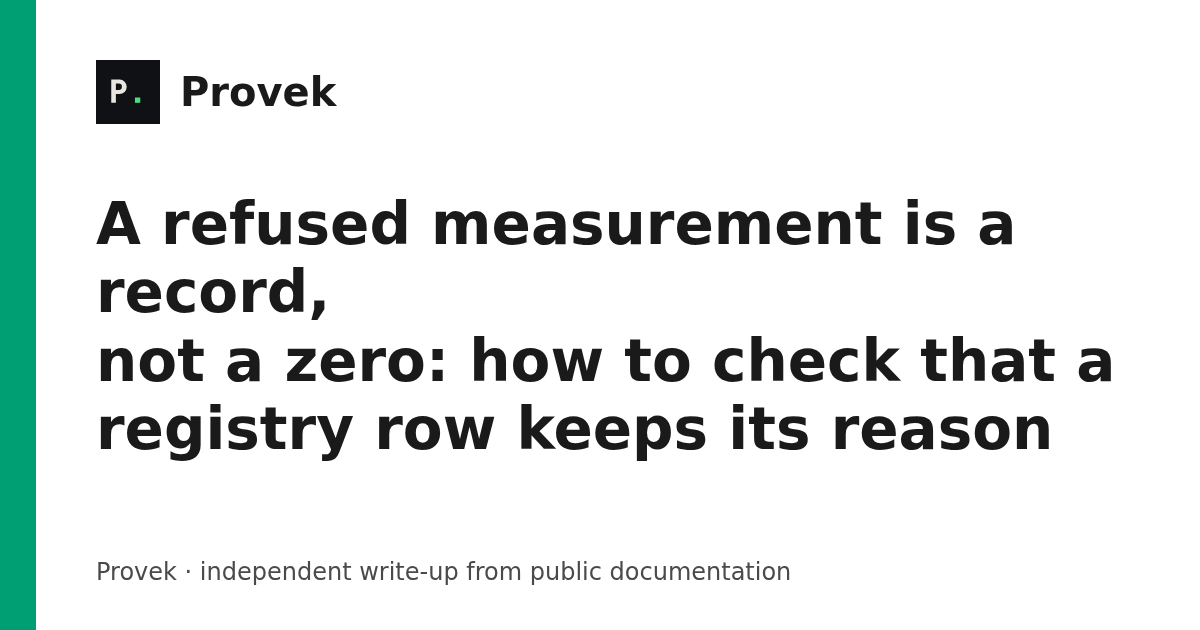 P.
Provek
A refused measurement is a
record,
not a zero: how to check that a
registry row keeps its reason
Provek · independent write-up from public documentation